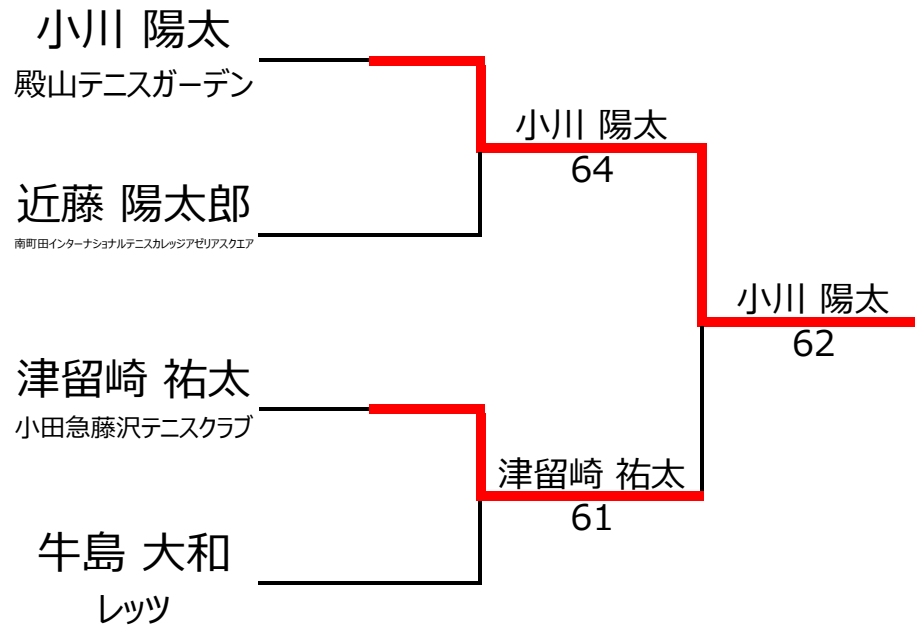 小川 陽太
殿山テニスガーデン
小川 陽太
64
近藤 陽太郎
南町田インターナショナルテニスカレッジアゼリアスクエア
小川 陽太
62
津留崎 祐太
小田急藤沢テニスクラブ
津留崎 祐太
61
牛島 大和
レッツ